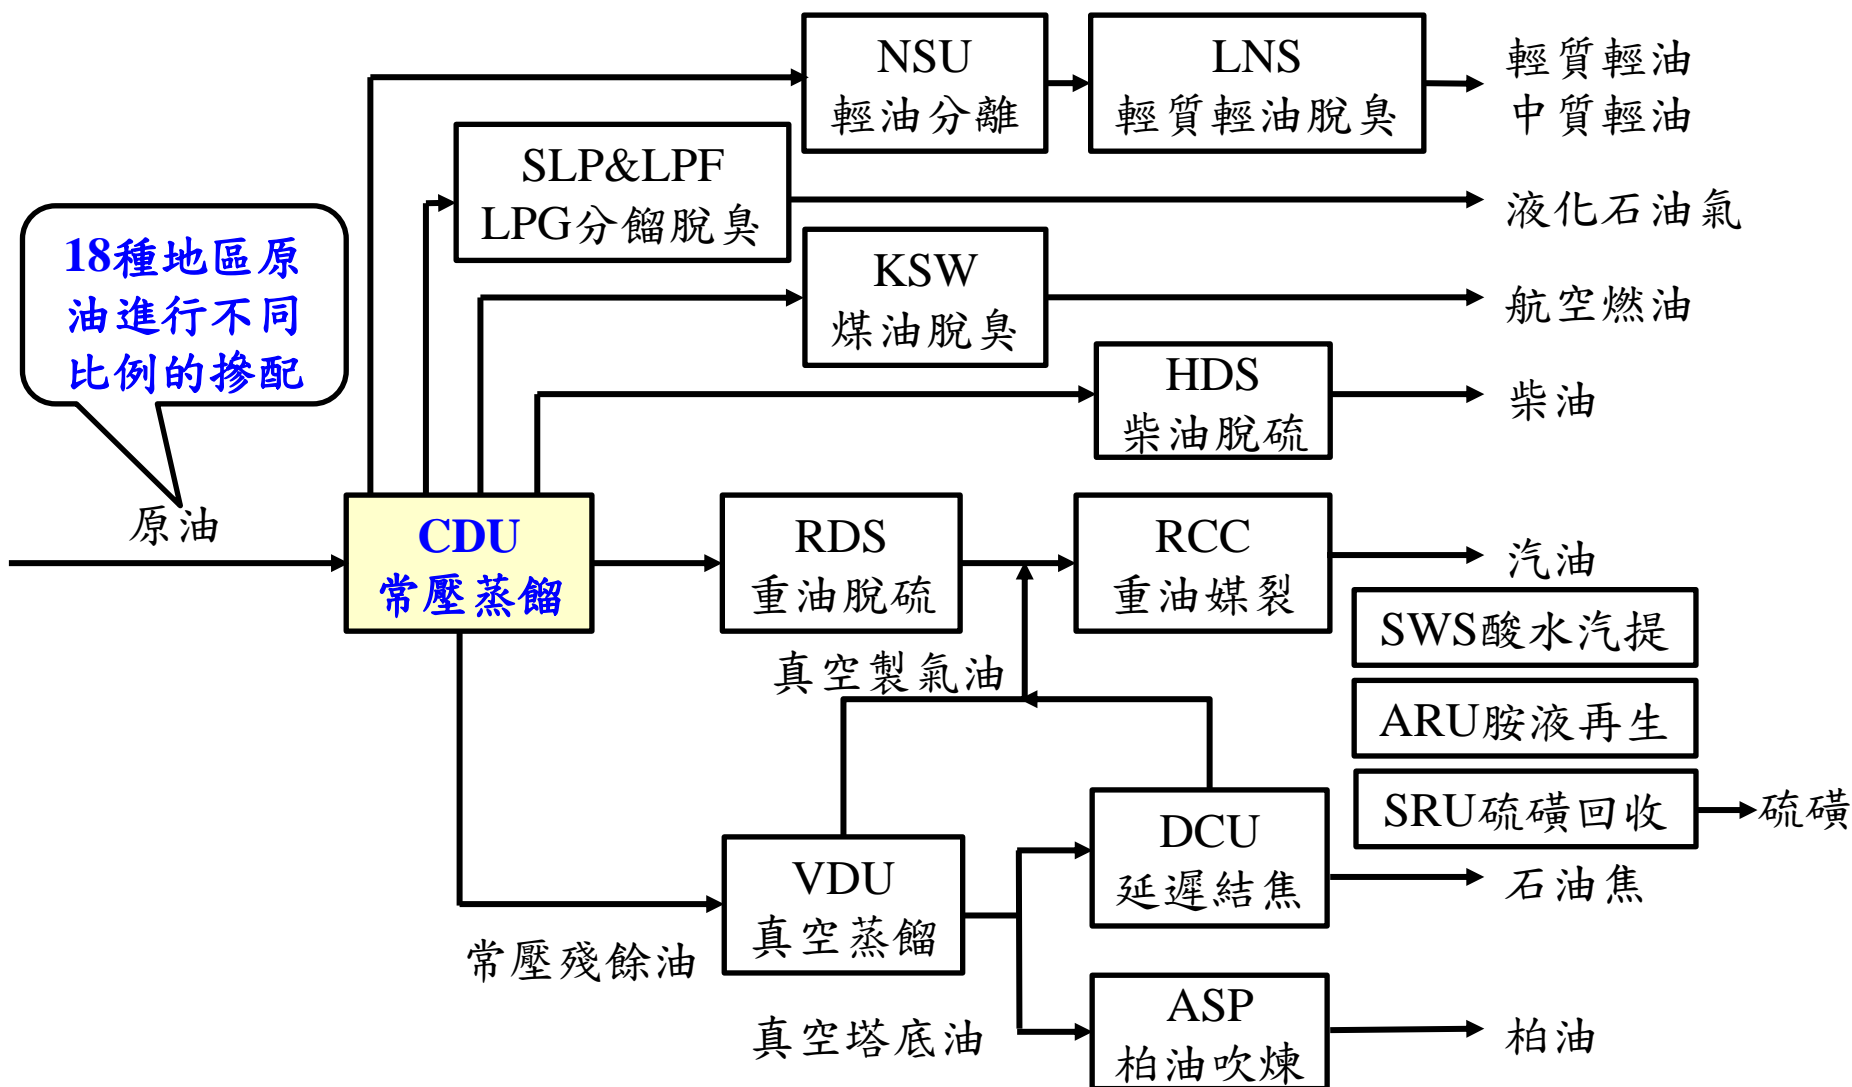 NSU
輕油分離
LNS
輕質輕油脫臭
輕質輕油
中質輕油
SLP&LPF
LPG分餾脫臭
液化石油氣
18種地區原
油進行不同
比例的摻配
KSW
煤油脫臭
航空燃油
HDS
柴油脫硫
柴油
原油
CDU
常壓蒸餾
RDS
重油脫硫
RCC
重油媒裂
汽油
SWS酸水汽提
真空製氣油
ARU胺液再生
SRU硫磺回收
硫磺
DCU
延遲結焦
石油焦
VDU
真空蒸餾
常壓殘餘油
真空塔底油
ASP
柏油吹煉
柏油